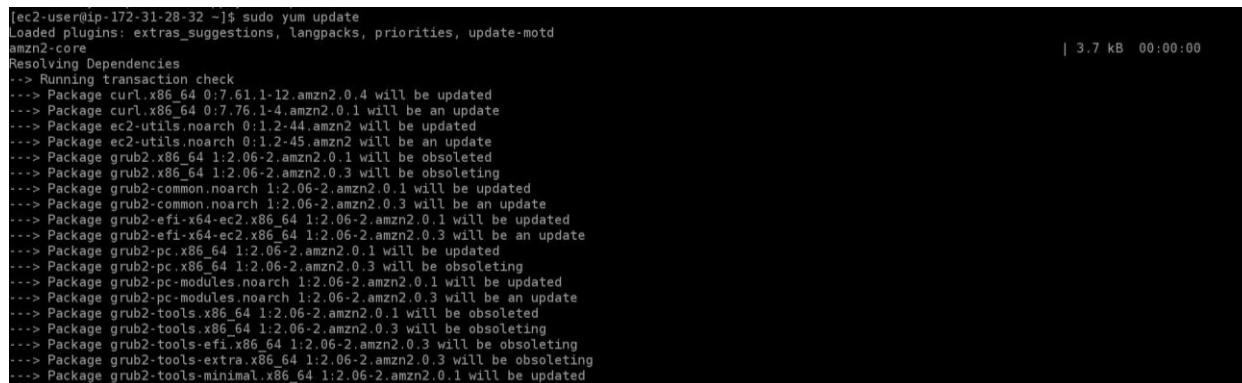 [ec2-user@ip-172-31-28-32 ~]$ sudo yum update
Loaded plugins: extras_suggestions, langpacks, priorities, update-motd
amzn2-core | 3.7 kB 00:00:00
Resolving Dependencies
--> Running transaction check
---> Package curl.x86_64 0:7.61.1-12.amzn2.0.4 will be updated
---> Package curl.x86_64 0:7.76.1-4.amzn2.0.1 will be an update
---> Package ec2-utils.noarch 0:1.2-44.amzn2 will be updated
---> Package ec2-utils.noarch 0:1.2-45.amzn2 will be an update
---> Package grub2.x86_64 1:2.06-2.amzn2.0.1 will be obsoleted
---> Package grub2.x86_64 1:2.06-2.amzn2.0.3 will be obsoleting
---> Package grub2-common.noarch 1:2.06-2.amzn2.0.1 will be updated
---> Package grub2-common.noarch 1:2.06-2.amzn2.0.3 will be an update
---> Package grub2-efi-x64-ec2.x86_64 1:2.06-2.amzn2.0.1 will be updated
---> Package grub2-efi-x64-ec2.x86_64 1:2.06-2.amzn2.0.3 will be an update
---> Package grub2-pc.x86_64 1:2.06-2.amzn2.0.1 will be updated
---> Package grub2-pc.x86_64 1:2.06-2.amzn2.0.3 will be obsoleting
---> Package grub2-pc-modules.noarch 1:2.06-2.amzn2.0.1 will be updated
---> Package grub2-pc-modules.noarch 1:2.06-2.amzn2.0.3 will be an update
---> Package grub2-tools.x86_64 1:2.06-2.amzn2.0.1 will be obsoleted
---> Package grub2-tools.x86_64 1:2.06-2.amzn2.0.3 will be obsoleting
---> Package grub2-tools-efi.x86_64 1:2.06-2.amzn2.0.3 will be obsoleting
---> Package grub2-tools-extra.x86_64 1:2.06-2.amzn2.0.3 will be obsoleting
---> Package grub2-tools-minimal.x86_64 1:2.06-2.amzn2.0.1 will be updated